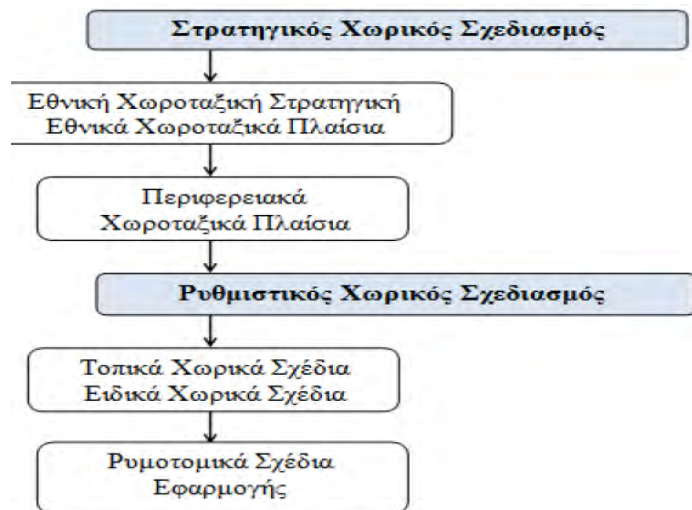 Στρατηγικός Χωρικός Σχεδιασμός
Εθνική Χωροταξική Στρατηγική
Εθνικά Χωροταξικά Πλαίσια
Περιφερειακά
Χωροταξικά Πλαίσια
Ρυθμιστικός Χωρικός Σχεδιασμός
Τοπικά Χωρικά Σχέδια
Ειδικά Χωρικά Σχέδια
Ρυμοτομικά Σχέδια
Εφαρμογής